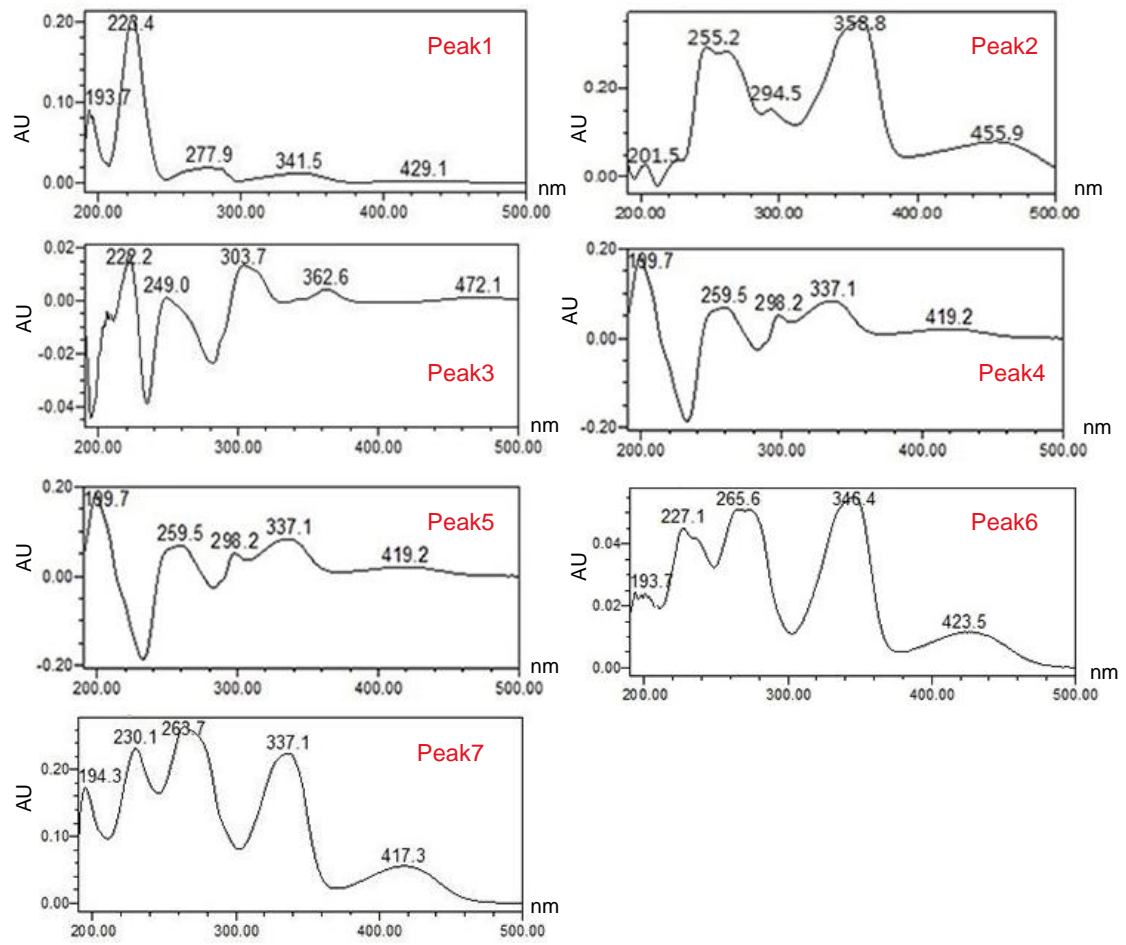 0.20
223.4
Peak1
193.7
0.10
277.9
341.5
429.1
0.00
AU
nm
200.00 300.00 400.00 500.00
358.8
Peak2
255.2
0.20
294.5
201.5
455.9
0.00
AU
nm
200.00 300.00 400.00 500.00
0.02
222.2
303.7
249.0
362.6
472.1
0.00
-0.02
-0.04
Peak3
AU
nm
200.00 300.00 400.00 500.00
0.20
199.7
259.5
298.2
337.1
419.2
0.00
-0.20
Peak4
AU
nm
200.00 300.00 400.00 500.00
0.20
199.7
Peak5
259.5
298.2
337.1
419.2
0.00
-0.20
AU
nm
200.00 300.00 400.00 500.00
265.6
346.4
Peak6
227.1
0.04
193.7
0.02
423.5
0.00
AU
nm
200.00 300.00 400.00 500.00
230.1
263.7
337.1
Peak7
194.3
0.20
0.10
417.3
0.00
AU
nm
200.00 300.00 400.00 500.00